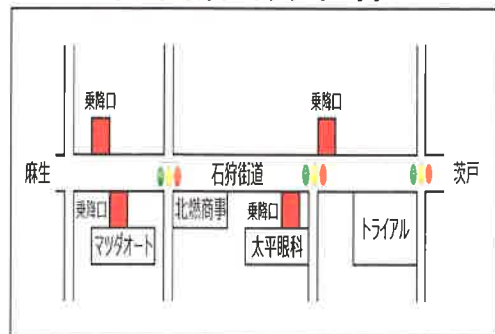 乗降口
乗降口
麻生
石狩街道
茨戸
乗降口
北燃商事
乗降口
マツダオート
太平眼科
トライアル